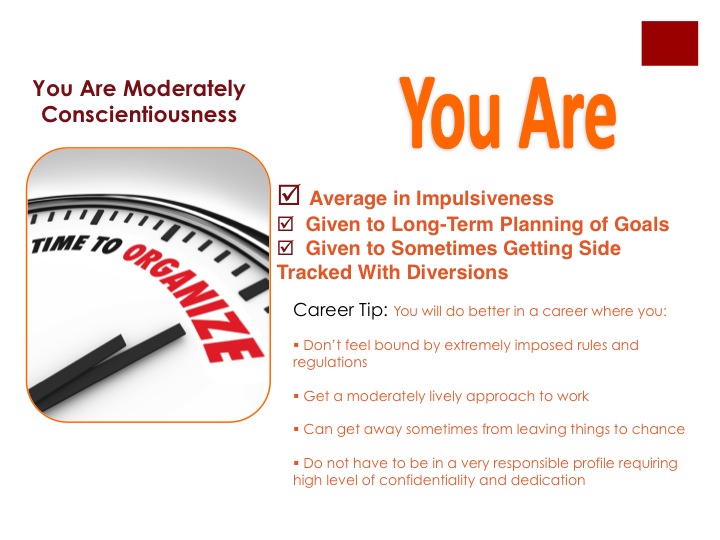 You Are Moderately
Conscientiousness
You Are
TIME TO ORGANIZE
☑ Average in Impulsiveness
☑ Given to Long-Term Planning of Goals
☑ Given to Sometimes Getting Side
Tracked With Diversions
Career Tip: You will do better in a career where you:
▪ Don’t feel bound by extremely imposed rules and
regulations
▪ Get a moderately lively approach to work
▪ Can get away sometimes from leaving things to chance
▪ Do not have to be in a very responsible profile requiring
high level of confidentiality and dedication